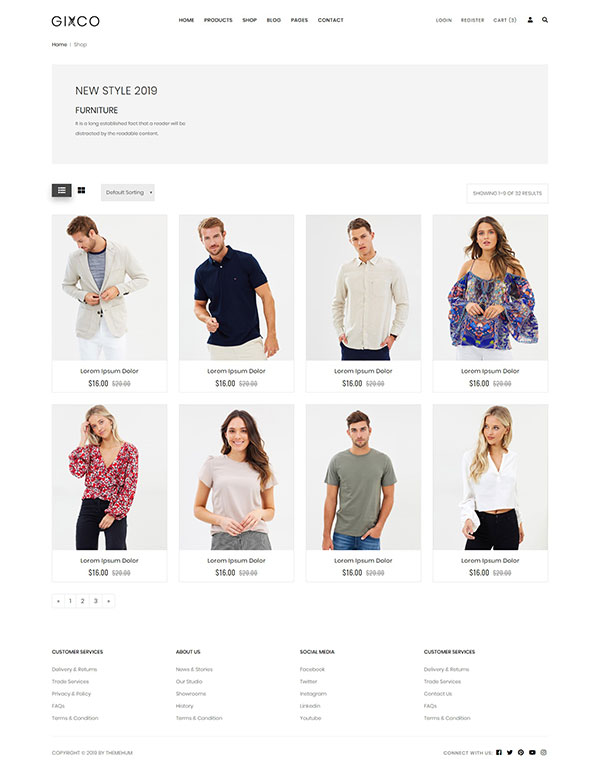 GIXCO
HOME PRODUCTS SHOP BLOG PAGES CONTACT LOGIN REGISTER CART (3)
Home / Shop
NEW STYLE 2019
FURNITURE
It is a long established fact that a reader will be
distracted by the readable content.
Default Sorting
SHOWING 1-9 OF 32 RESULTS
Lorem Ipsum Dolor
$16.00 $20.00
Lorem Ipsum Dolor
$16.00 $20.00
Lorem Ipsum Dolor
$16.00 $20.00
Lorem Ipsum Dolor
$16.00 $20.00
Lorem Ipsum Dolor
$16.00 $20.00
Lorem Ipsum Dolor
$16.00 $20.00
Lorem Ipsum Dolor
$16.00 $20.00
Lorem Ipsum Dolor
$16.00 $20.00
« 1 2 3 »
CUSTOMER SERVICES
Delivery & Returns
Trade Services
Privacy & Policy
FAQs
Terms & Condition
ABOUT US
News & Stories
Our Studio
Showrooms
History
Terms & Condition
SOCIAL MEDIA
Facebook
Twitter
Instagram
Linkedin
Youtube
CUSTOMER SERVICES
Delivery & Returns
Trade Services
Contact Us
FAQs
Terms & Condition
COPYRIGHT © 2019 BY THEMEHUM
CONNECT WITH US: